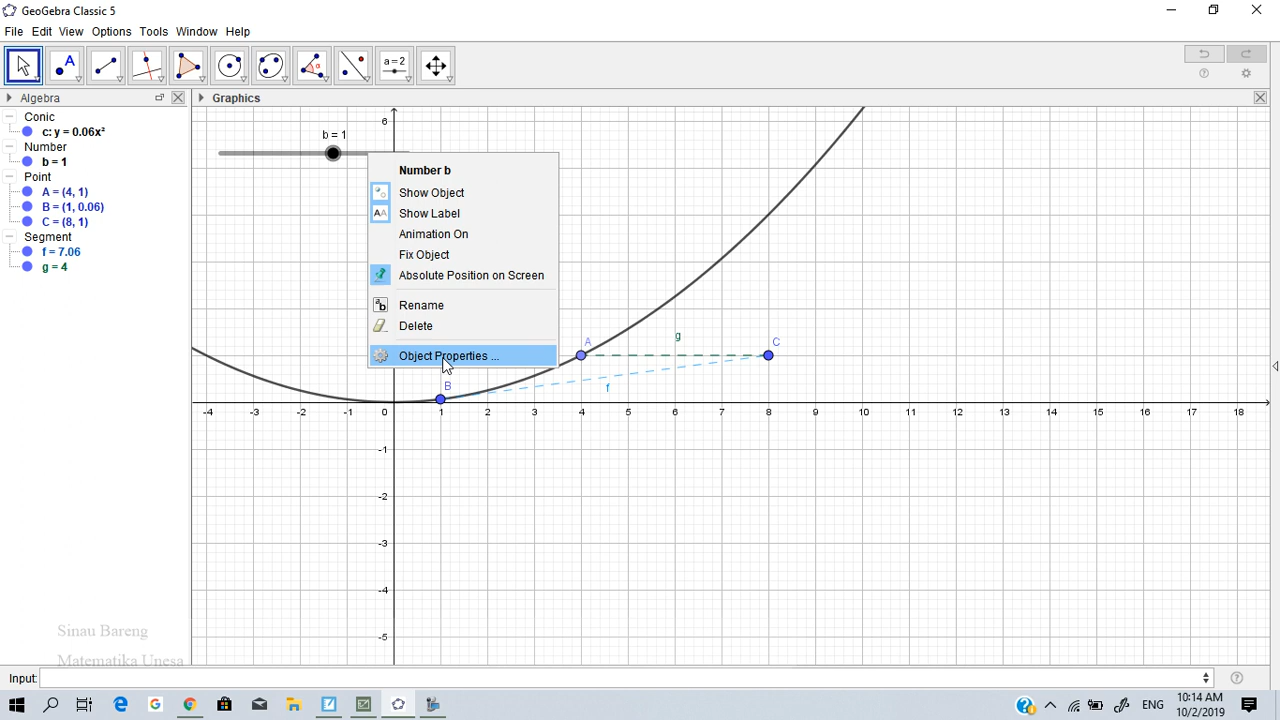 GeoGebra Classic 5
File Edit View Options Tools Window Help
A
a=2
Algebra
Graphics
Conic
c: y = 0.06x²
Number
b = 1
Point
A = (4, 1)
B = (1, 0.06)
C = (8, 1)
Segment
f = 7.06
g = 4
b = 1
Number b
Show Object
AA Show Label
Animation On
Fix Object
Absolute Position on Screen
ab Rename
Delete
Object Properties ...
A
g
C
B
f
6
-4 -3 -2 -1 0 1 2 3 4 5 6 7 8 9 10 11 12 13 14 15 16 17 18
-1
-2
-3
-4
-5
Sinau Bareng
Matematika Unesa
Input:
ENG
10:14 AM
10/2/2019